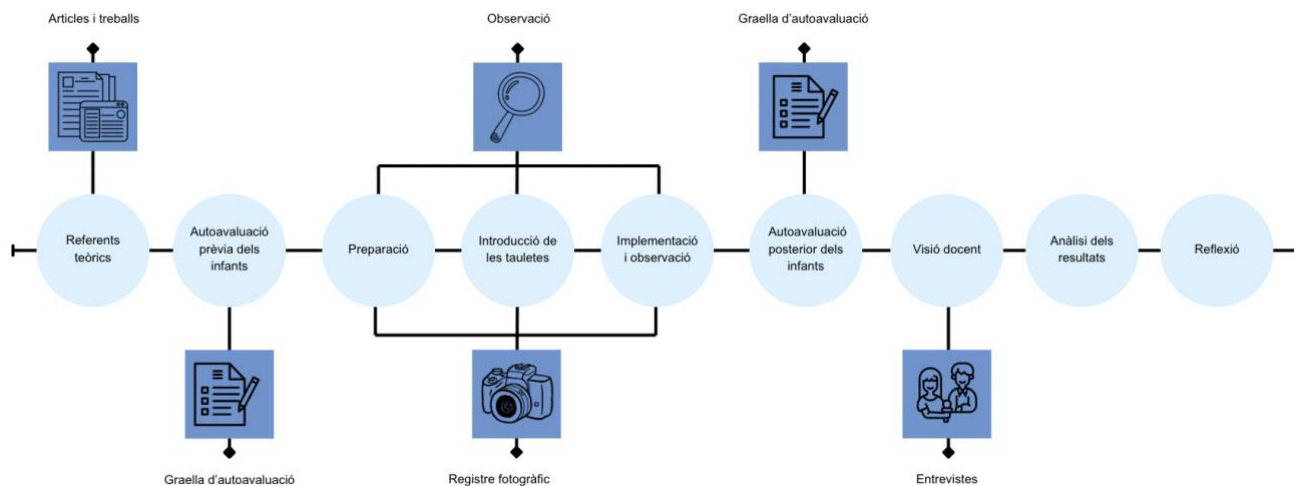 Articles i treballs
Observació
Graella d'autoavaluació
Referents
teòrics
Autoavaluació
prèvia dels
infants
Preparació
Introducció de
les tauletes
Implementació
i observació
Autoavaluació
posterior dels
infants
Visió docent
Anàlisi dels
resultats
Reflexió
Graella d'autoavaluació
Registre fotogràfic
Entrevistes